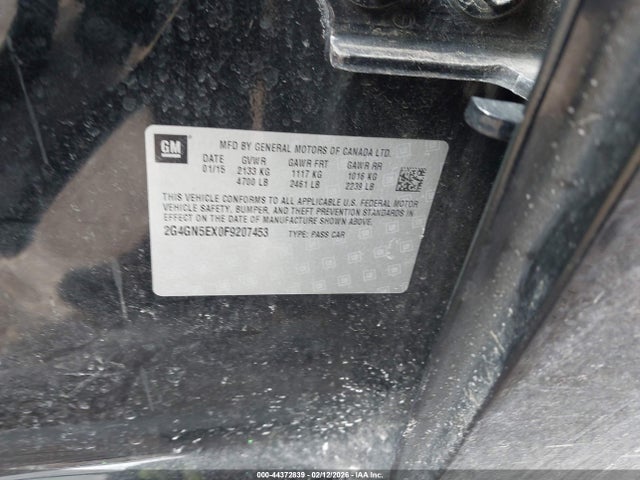 GM
MFD BY GENERAL MOTORS OF CANADA LTD.
DATE GVWR GAWR FRT GAWR RR
01/15 2133 KG 1117 KG 1016 KG
4700 LB 2461 LB 2239 LB
THIS VEHICLE CONFORMS TO ALL APPLICABLE U.S. FEDERAL MOTOR
VEHICLE SAFETY, BUMPER, AND THEFT PREVENTION STANDARDS IN
EFFECT ON THE DATE OF MANUFACTURE SHOWN ABOVE.
2G4GN5EX0F9207453 TYPE: PASS CAR
000-44372639 - 02/12/2026 - IAAI.COM